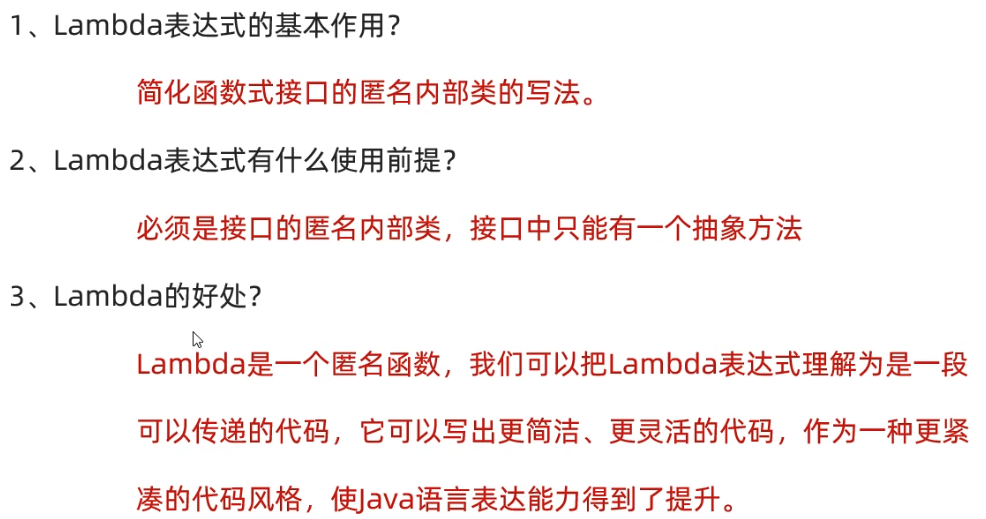 1、Lambda表达式的基本作用？
简化函数式接口的匿名内部类的写法。
2、Lambda表达式有什么使用前提？
必须是接口的匿名内部类，接口中只能有一个抽象方法
3、Lambda的好处？
Lambda是一个匿名函数，我们可以把Lambda表达式理解为是一段
可以传递的代码，它可以写出更简洁、更灵活的代码，作为一种更紧
凑的代码风格，使Java语言表达能力得到了提升。